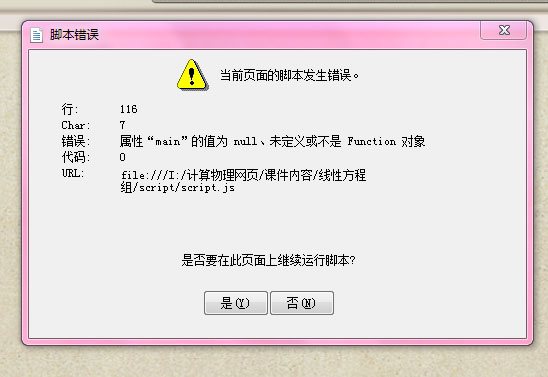 脚本错误
当前页面的脚本发生错误。
行: 116
Char: 7
错误: 属性“main”的值为 null、未定义或不是 Function 对象
代码: 0
URL: file:///I:/计算物理网页/课件内容/线性方程
组/script/script.js
是否要在此页面上继续运行脚本?
是(Y) 否(N)